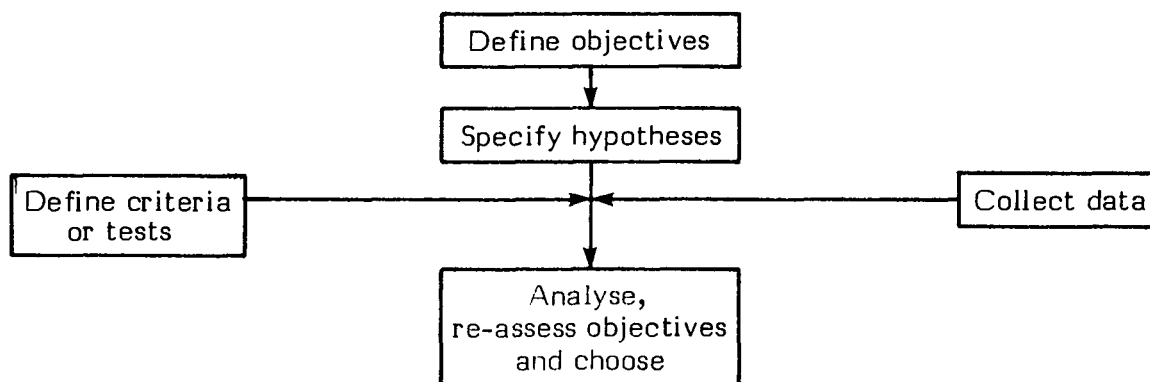 Define objectives
Specify hypotheses
Define criteria
or tests
Collect data
Analyse,
re-assess objectives
and choose